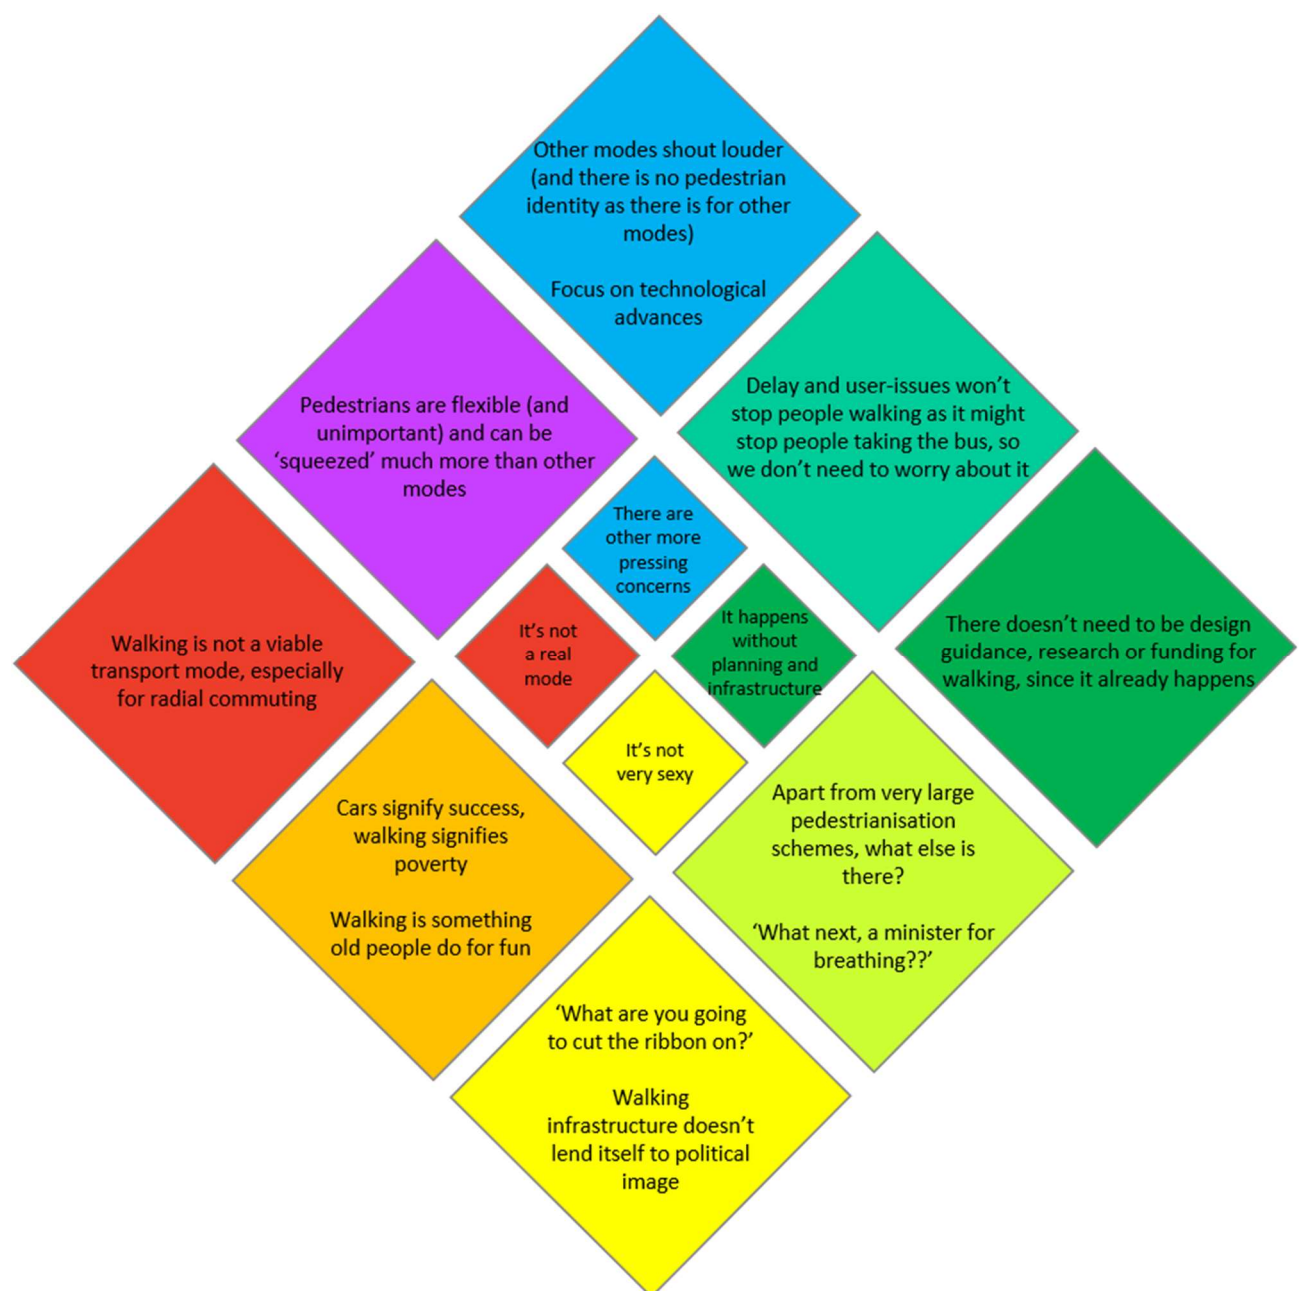 Other modes shout louder
(and there is no pedestrian
identity as there is for other
modes)
Focus on technological
advances
Pedestrians are flexible (and
unimportant) and can be
‘squeezed’ much more than other
modes
Delay and user-issues won’t
stop people walking as it might
stop people taking the bus, so
we don’t need to worry about it
There are
other more
pressing
concerns
Walking is not a viable
transport mode, especially
for radial commuting
It’s not
a real
mode
It happens
without
planning and
infrastructure
There doesn’t need to be design
guidance, research or funding for
walking, since it already happens
It’s not
very sexy
Cars signify success,
walking signifies
poverty
Walking is something
old people do for fun
Apart from very large
pedestrianisation
schemes, what else is
there?
‘What next, a minister for
breathing??’
‘What are you going
to cut the ribbon on?’
Walking
infrastructure doesn’t
lend itself to political
image